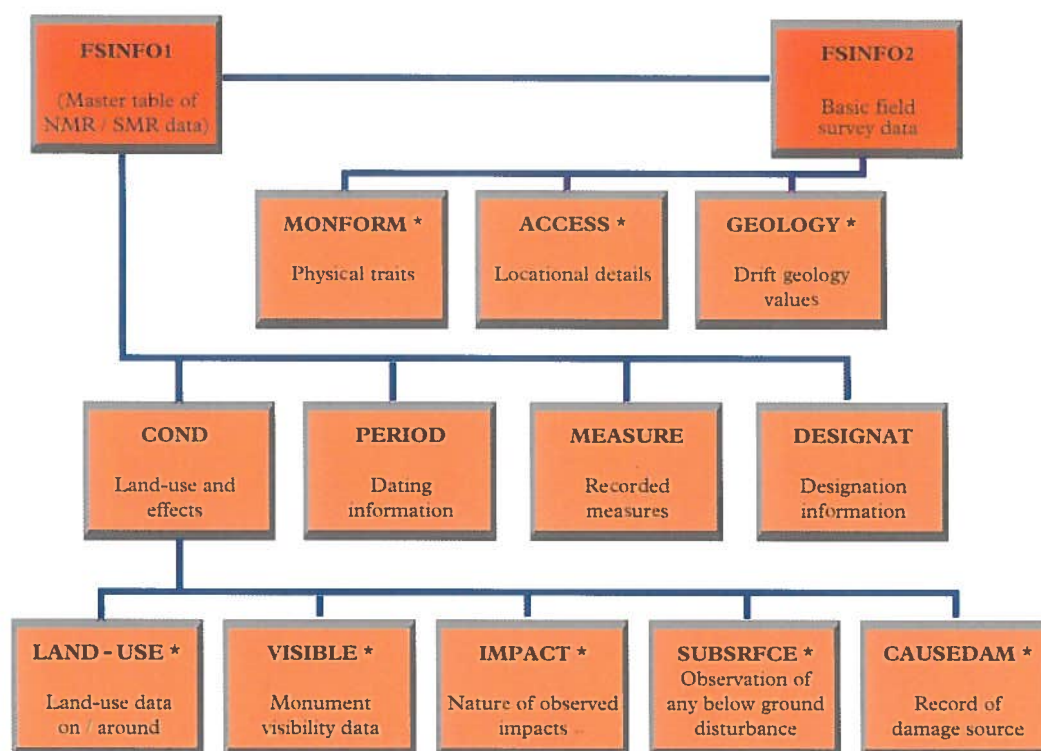 FSINFO1
(Master table of
NMR / SMR data)
FSINFO2
Basic field
survey data
MONFORM *
Physical traits
ACCESS *
Locational details
GEOLOGY *
Drift geology
values
COND
Land-use and
effects
PERIOD
Dating
information
MEASURE
Recorded
measures
DESIGNAT
Designation
information
LAND - USE *
Land-use data
on / around
VISIBLE *
Monument
visibility data
IMPACT *
Nature of observed
impacts
SUBSRFCE *
Observation of
any below ground
disturbance
CAUSEDAM *
Record of
damage source